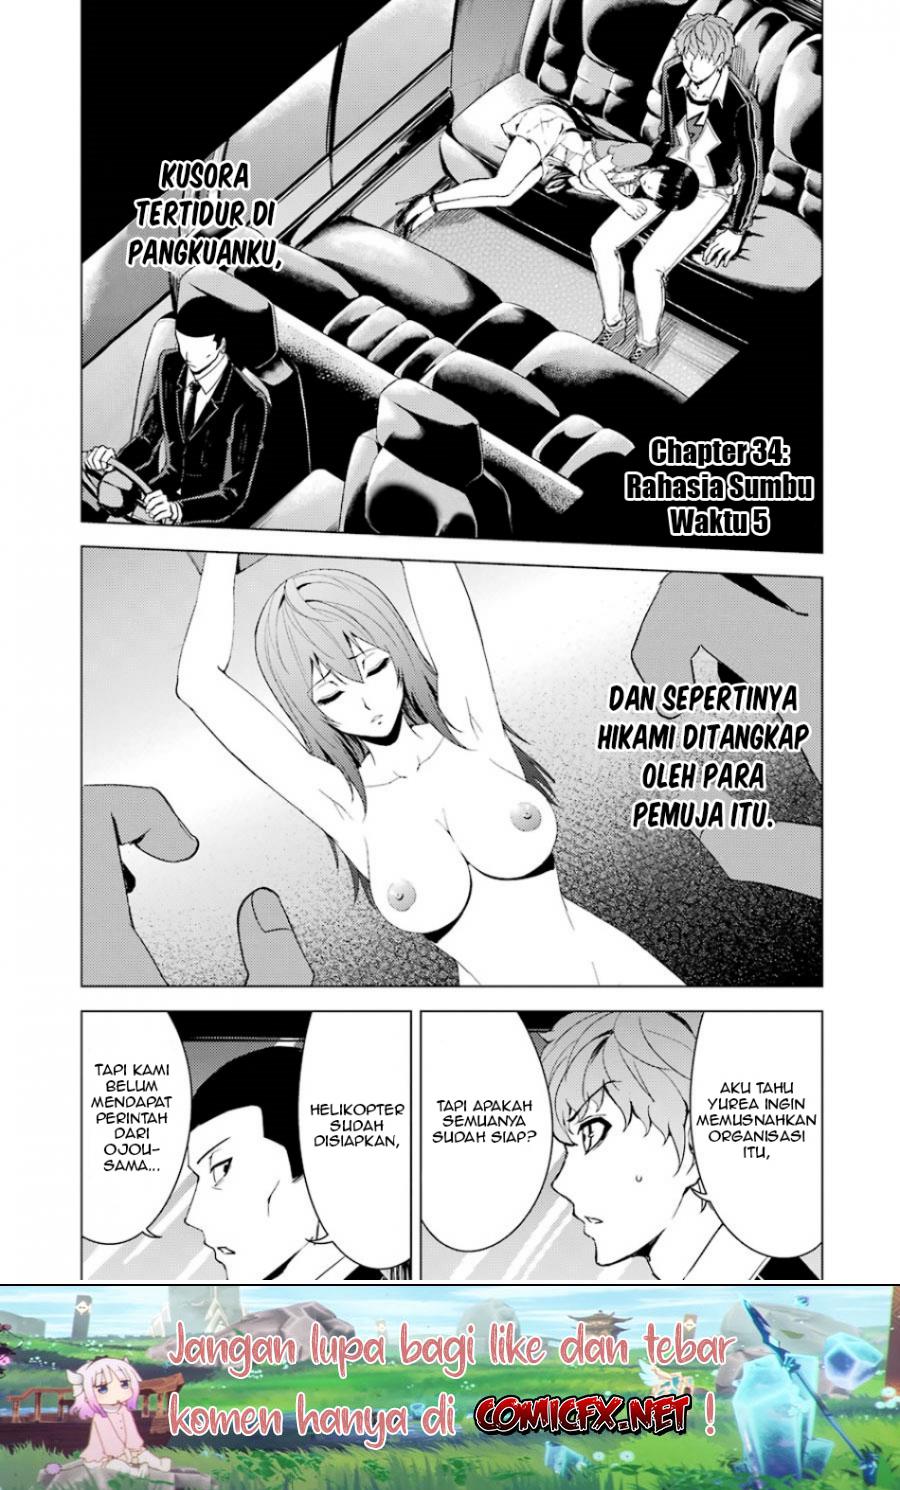 KUSORA
TERTIDUR DI
PANGKUANKU,
Chapter 34:
Rahasia Sumbu
Waktu 5
DAN SEPERTINYA
HIKAMI DITANGKAP
OLEH PARA
PEMUJA ITU.
AKU TAHU
YUREA INGIN
MEMUSNAHKAN
ORGANISASI
ITU,
TAPI APAKAH
SEMUANYA
SUDAH SIAP?
HELIKOPTER
SUDAH
DISIAPKAN,
TAPI KAMI
BELUM
MENDAPAT
PERINTAH
DARI
OJOU-
SAMA...
Jangan lupa bagi like dan tebar
komen hanya di COMICFX.NET !